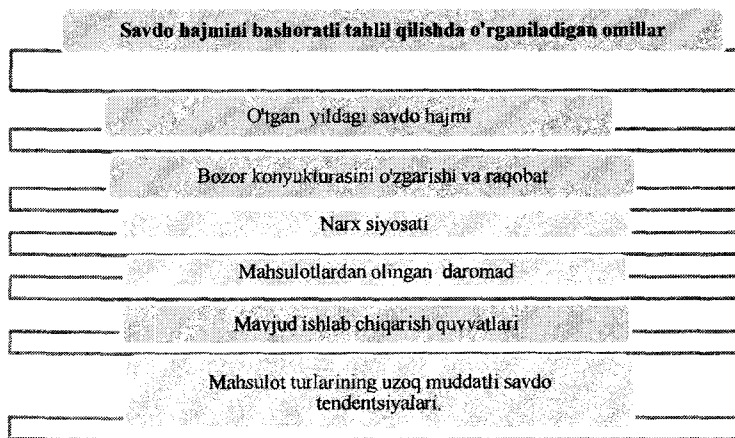 Savdo hajmini bashoratli tahlil qilishda o'rganiladigan omillar
O'tgan yildagi savdo hajmi
Bozor konyukturasini o'zgarishi va raqobat
Narx siyosati
Mahsulotlardan olingan daromad
Mavjud ishlab chiqarish quvvatlari
Mahsulot turlarining uzoq muddatli savdo
tendentsiyalari.